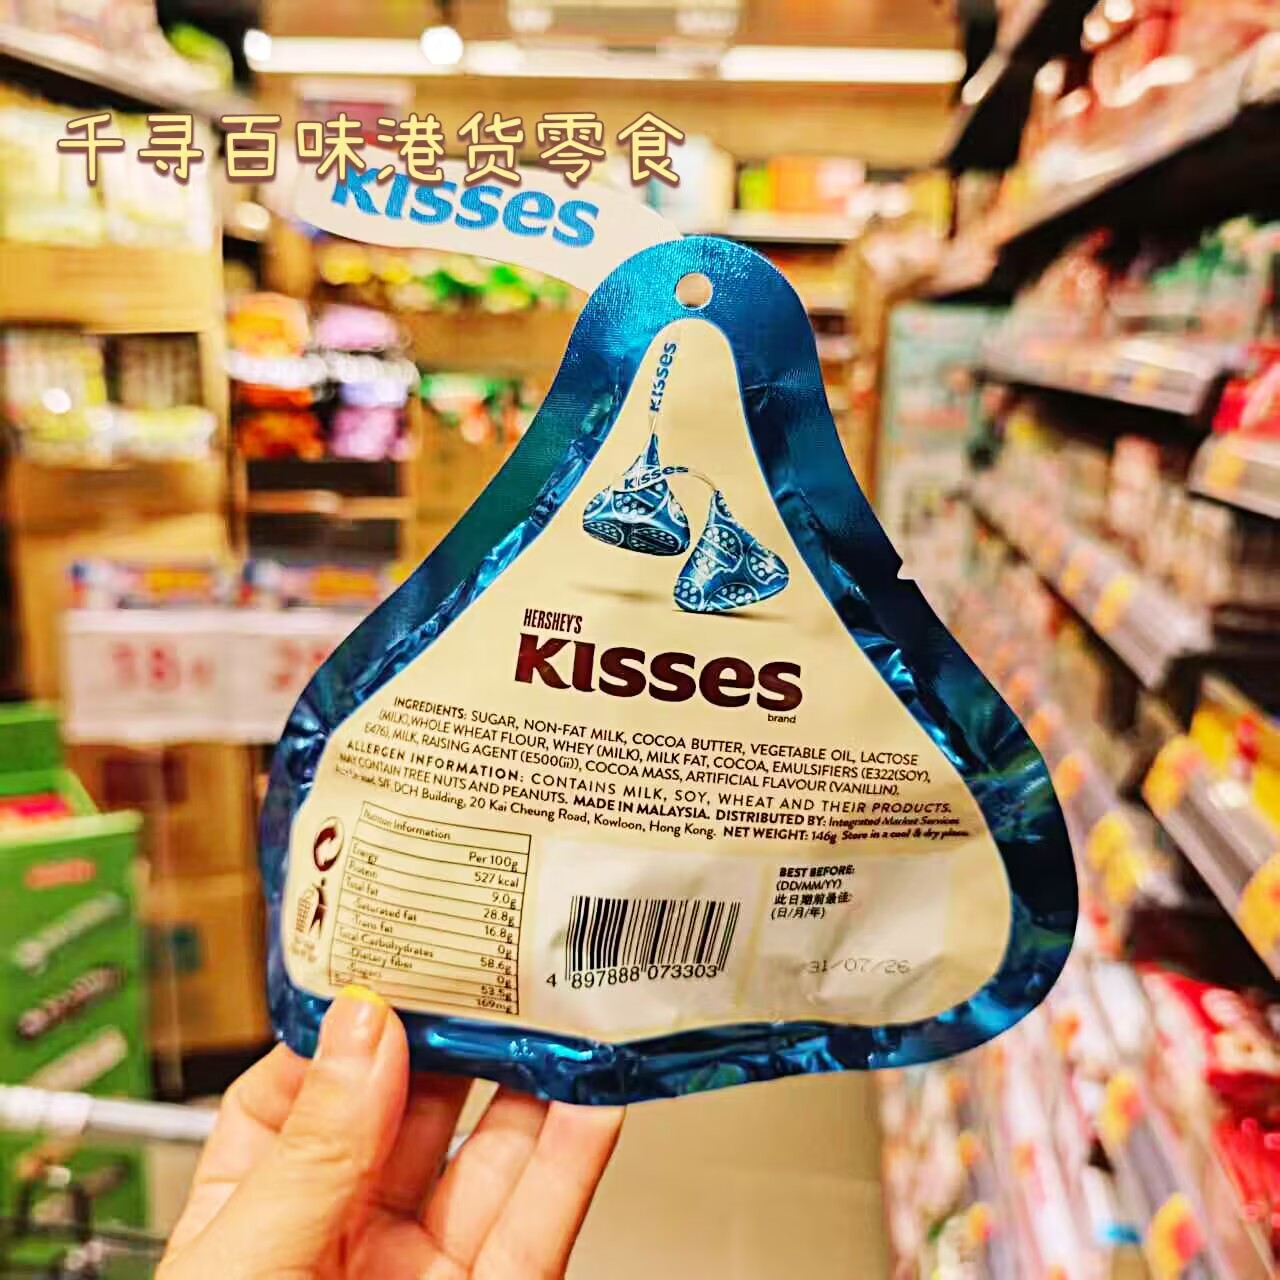 千寻百味港货零食
KISSES
KISSES
KISSES
HERSHEY'S
KISSES
brand
INGREDIENTS: SUGAR, NON-FAT MILK, COCOA BUTTER, VEGETABLE OIL, LACTOSE
(MILK),WHOLE WHEAT FLOUR, WHEY (MILK), MILK FAT, COCOA, EMULSIFIERS (E322(SOY),
E476), MILK, RAISING AGENT (E500(ii)), COCOA MASS, ARTIFICIAL FLAVOUR (VANILLIN).
ALLERGEN INFORMATION: CONTAINS MILK, SOY, WHEAT AND THEIR PRODUCTS.
MAY CONTAIN TREE NUTS AND PEANUTS. MADE IN MALAYSIA. DISTRIBUTED BY: Integrated Market Services
5/F, DCH Building, 20 Kai Cheung Road, Kowloon, Hong Kong. NET WEIGHT: 146g Store in a cool & dry place.
Nutrition Information
Per 100g
Energy 527 kcal
Protein 9.0g
Total fat 28.8g
-Saturated fat 16.8g
-Trans fat 0g
Total Carbohydrates 58.6g
-Dietary fiber 0g
-Sugars 53.5g
169mg
4 897888 073303
BEST BEFORE:
(DD/MM/YY)
此日期前最佳:
(日/月/年)
31/07/26